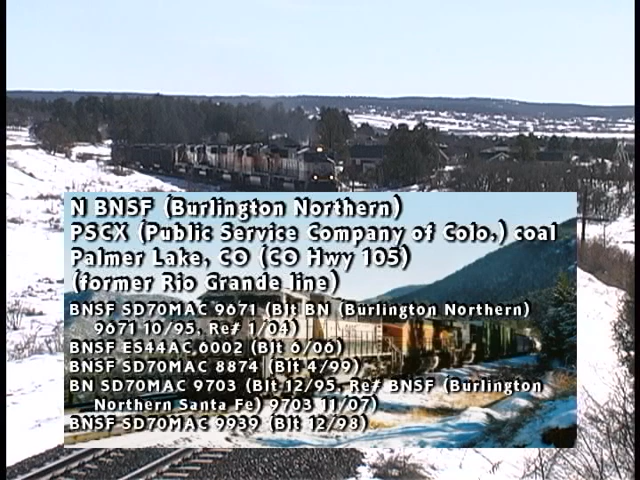 N BNSF (Burlington Northern)
PSCX (Public Service Company of Colo.) coal
Palmer Lake, CO (CO Hwy 105)
(former Rio Grande line)
BNSF SD70MAC 9671 (Blt BN (Burlington Northern)
9671 10/95, Re# 1/04)
BNSF ES44AC 6002 (Blt 6/06)
BNSF SD70MAC 8874 (Blt 4/99)
BN SD70MAC 9703 (Blt 12/95, Re# BNSF (Burlington
Northern Santa Fe) 9703 11/07)
BNSF SD70MAC 9939 (Blt 12/98)